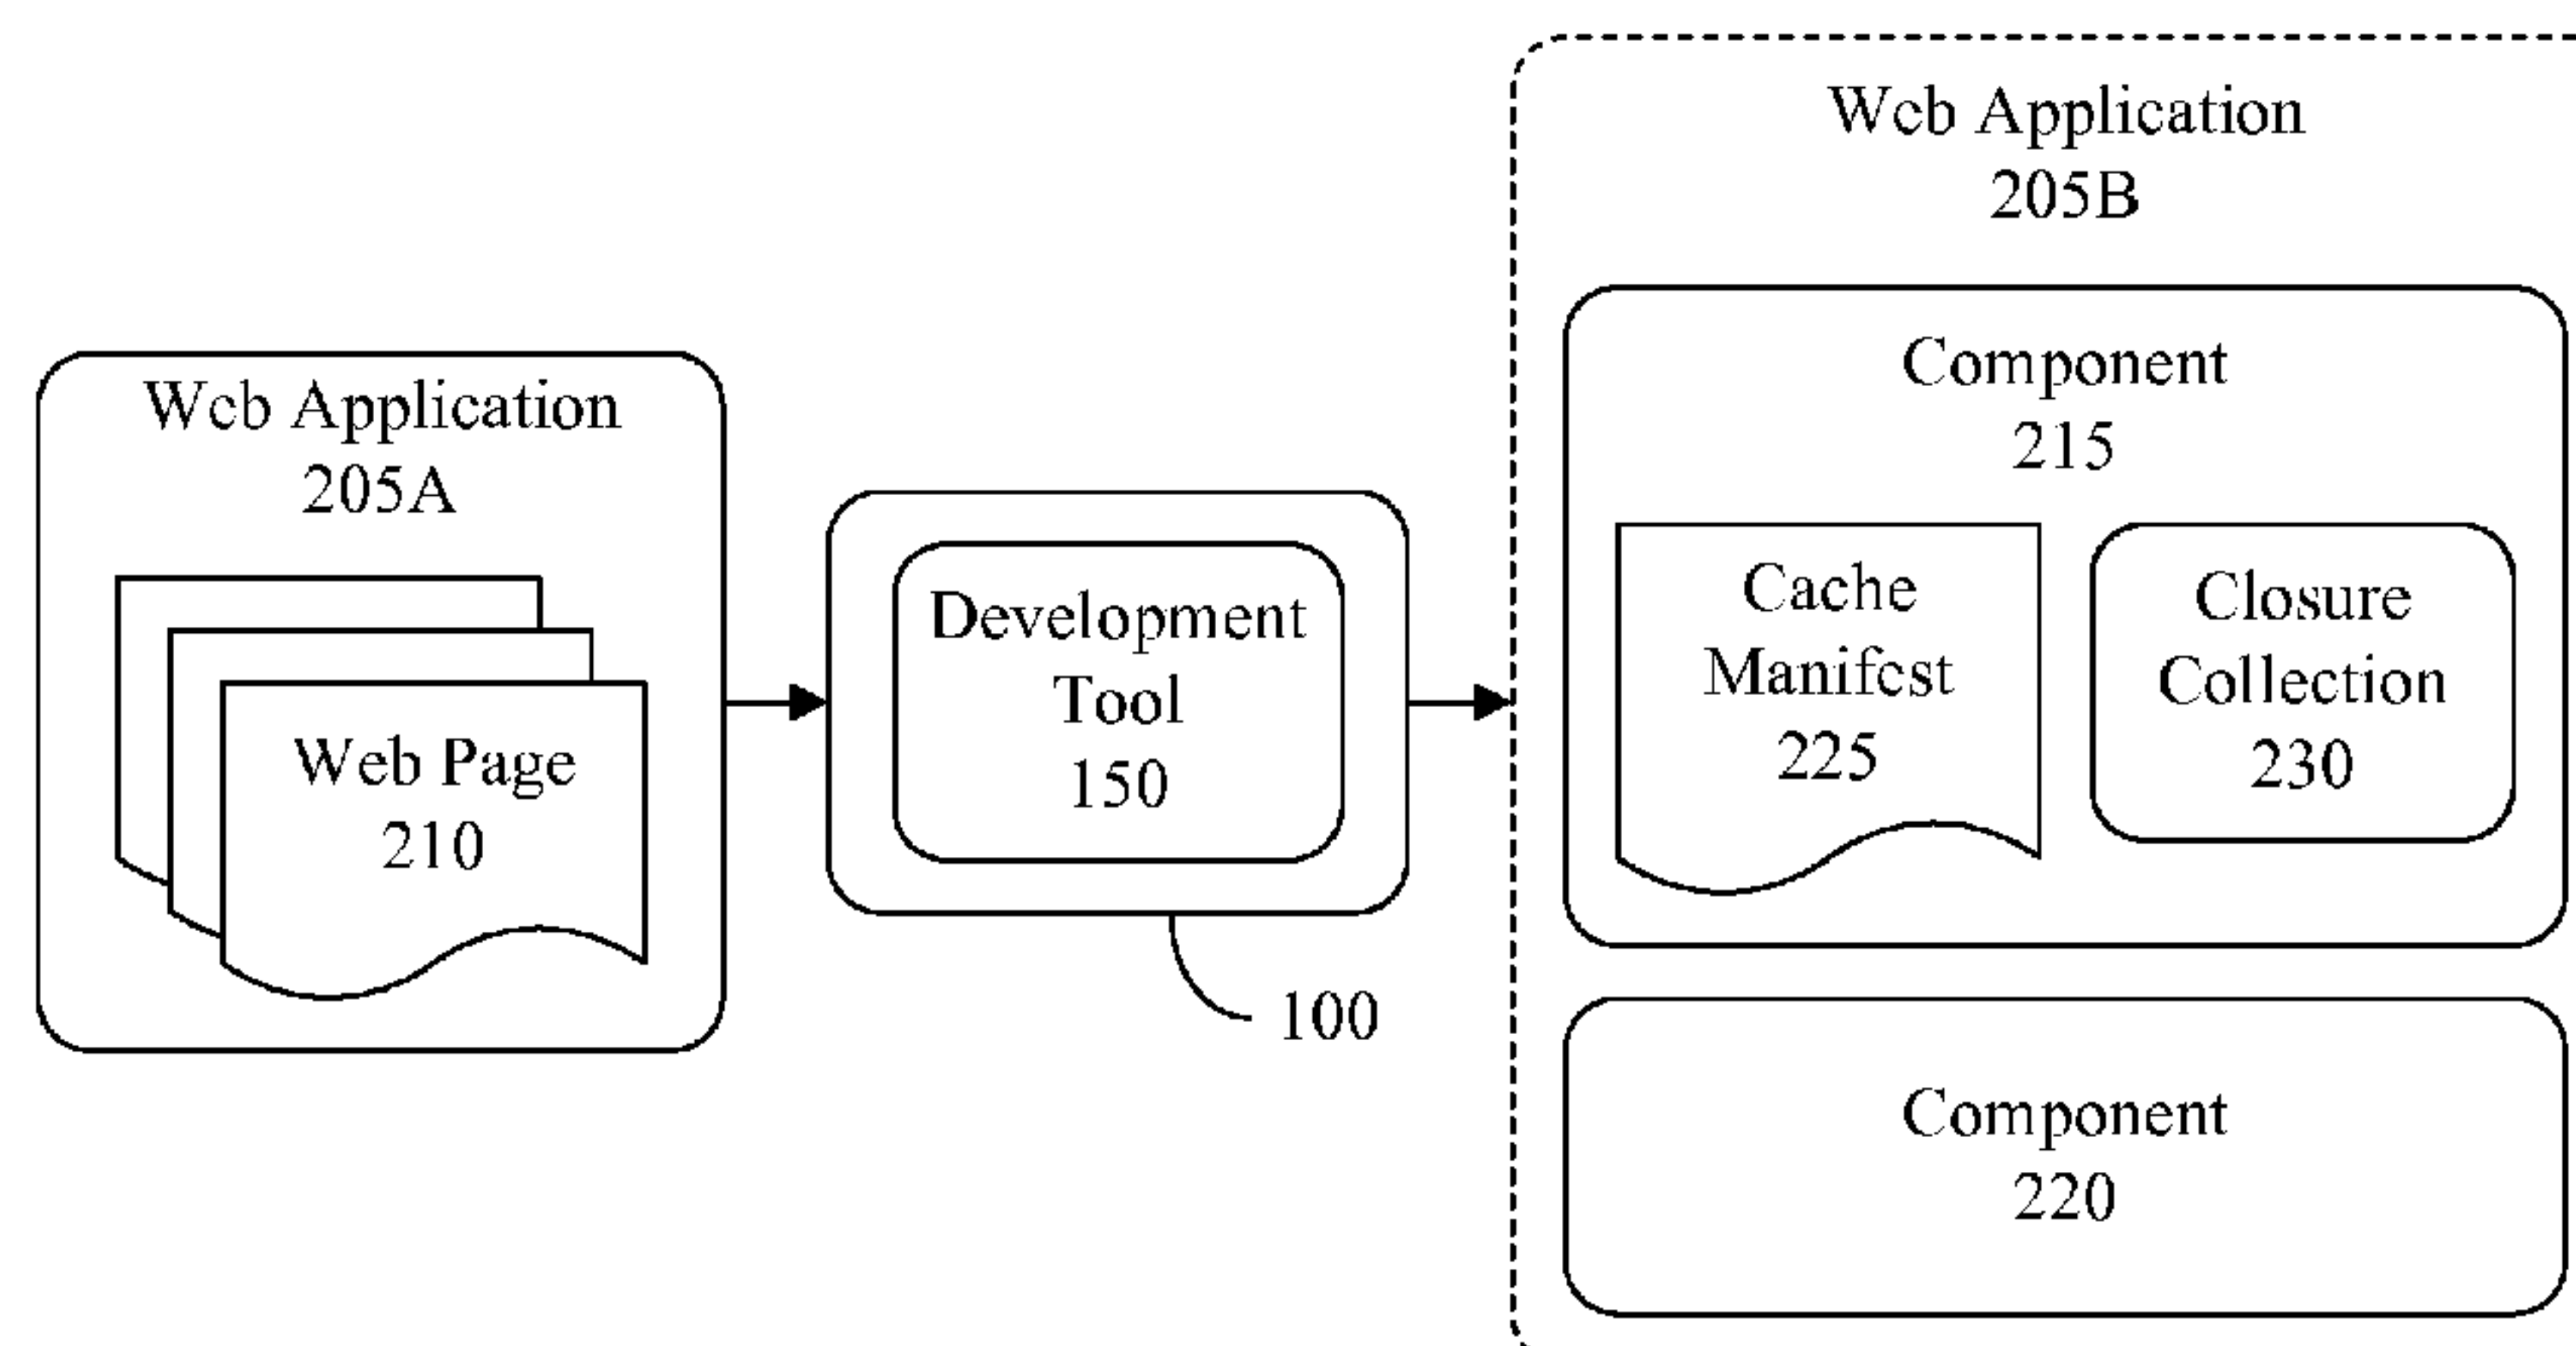 Web Application
205A
Web Page
210
Development
Tool
150
100
Web Application
205B
Component
215
Cache
Manifest
225
Closure
Collection
230
Component
220